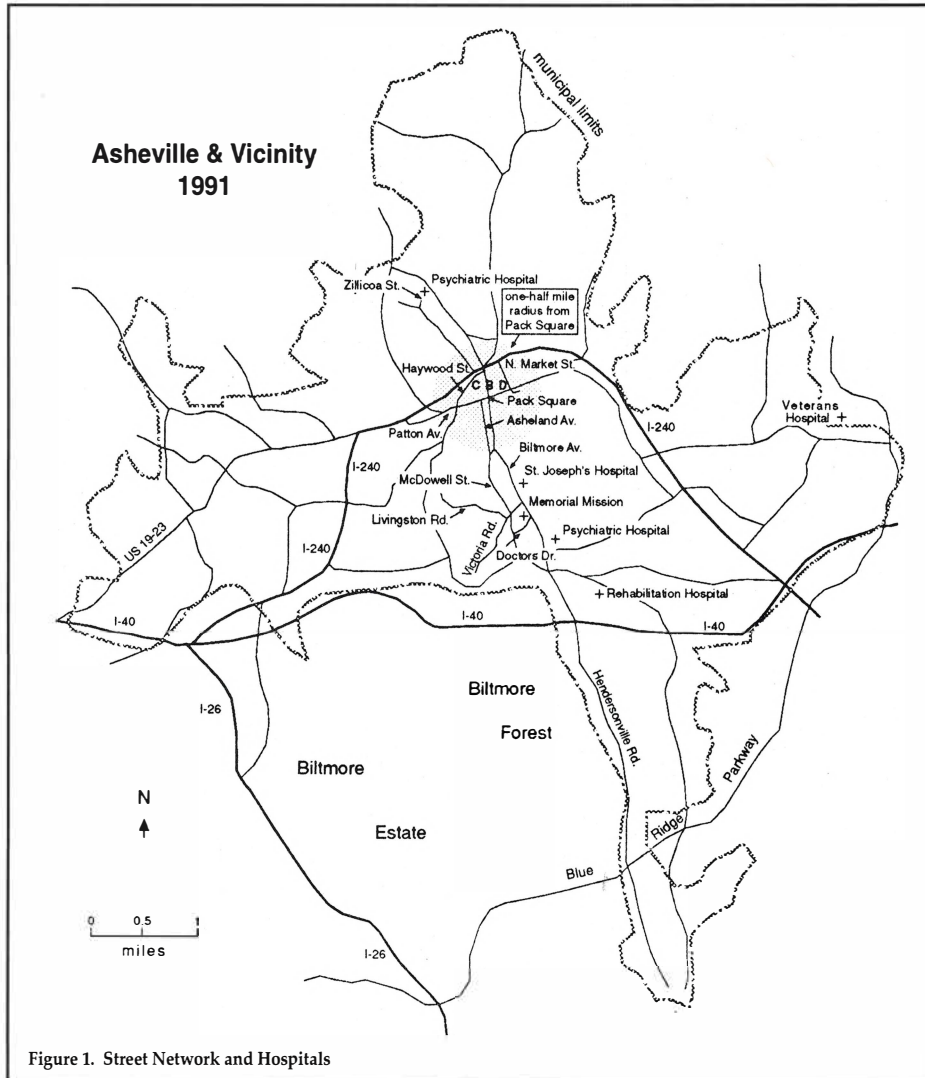 Asheville & Vicinity
1991
municipal limits
Zillicoa St.
Psychiatric Hospital
one-half mile
radius from
Pack Square
Haywood St.
N. Market St.
C B D
Pack Square
Patton Av.
Asheland Av.
I-240
Veterans
Hospital
Biltmore Av.
I-240
St. Joseph's Hospital
McDowell St.
Memorial Mission
Livingston Rd.
US 19-23
Victoria Rd.
Psychiatric Hospital
I-240
Doctors Dr.
Rehabilitation Hospital
I-40
I-40
I-40
Biltmore
Forest
I-26
Hendersonville Rd.
Biltmore
Estate
Parkway
N
Ridge
Blue
0 0.5 1
miles
I-26
Figure 1. Street Network and Hospitals